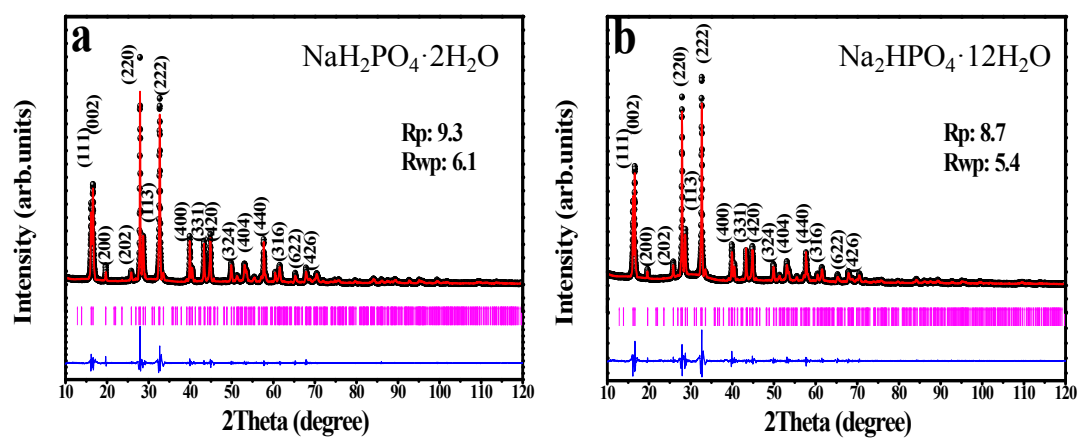 a
NaH₂PO₄·2H₂O
Rp: 9.3
Rwp: 6.1
(111)
(002)
(200)
(202)
(220)
(113)
(222)
(400)
(331)
(420)
(324)
(404)
(440)
(316)
(622)
(426)
Intensity (arb.units)
10 20 30 40 50 60 70 80 90 100 110 120
2Theta (degree)
b
Na₂HPO₄·12H₂O
Rp: 8.7
Rwp: 5.4
(111)
(002)
(200)
(202)
(220)
(113)
(222)
(400)
(331)
(420)
(324)
(404)
(440)
(316)
(622)
(426)
Intensity (arb.units)
10 20 30 40 50 60 70 80 90 100 110 120
2Theta (degree)